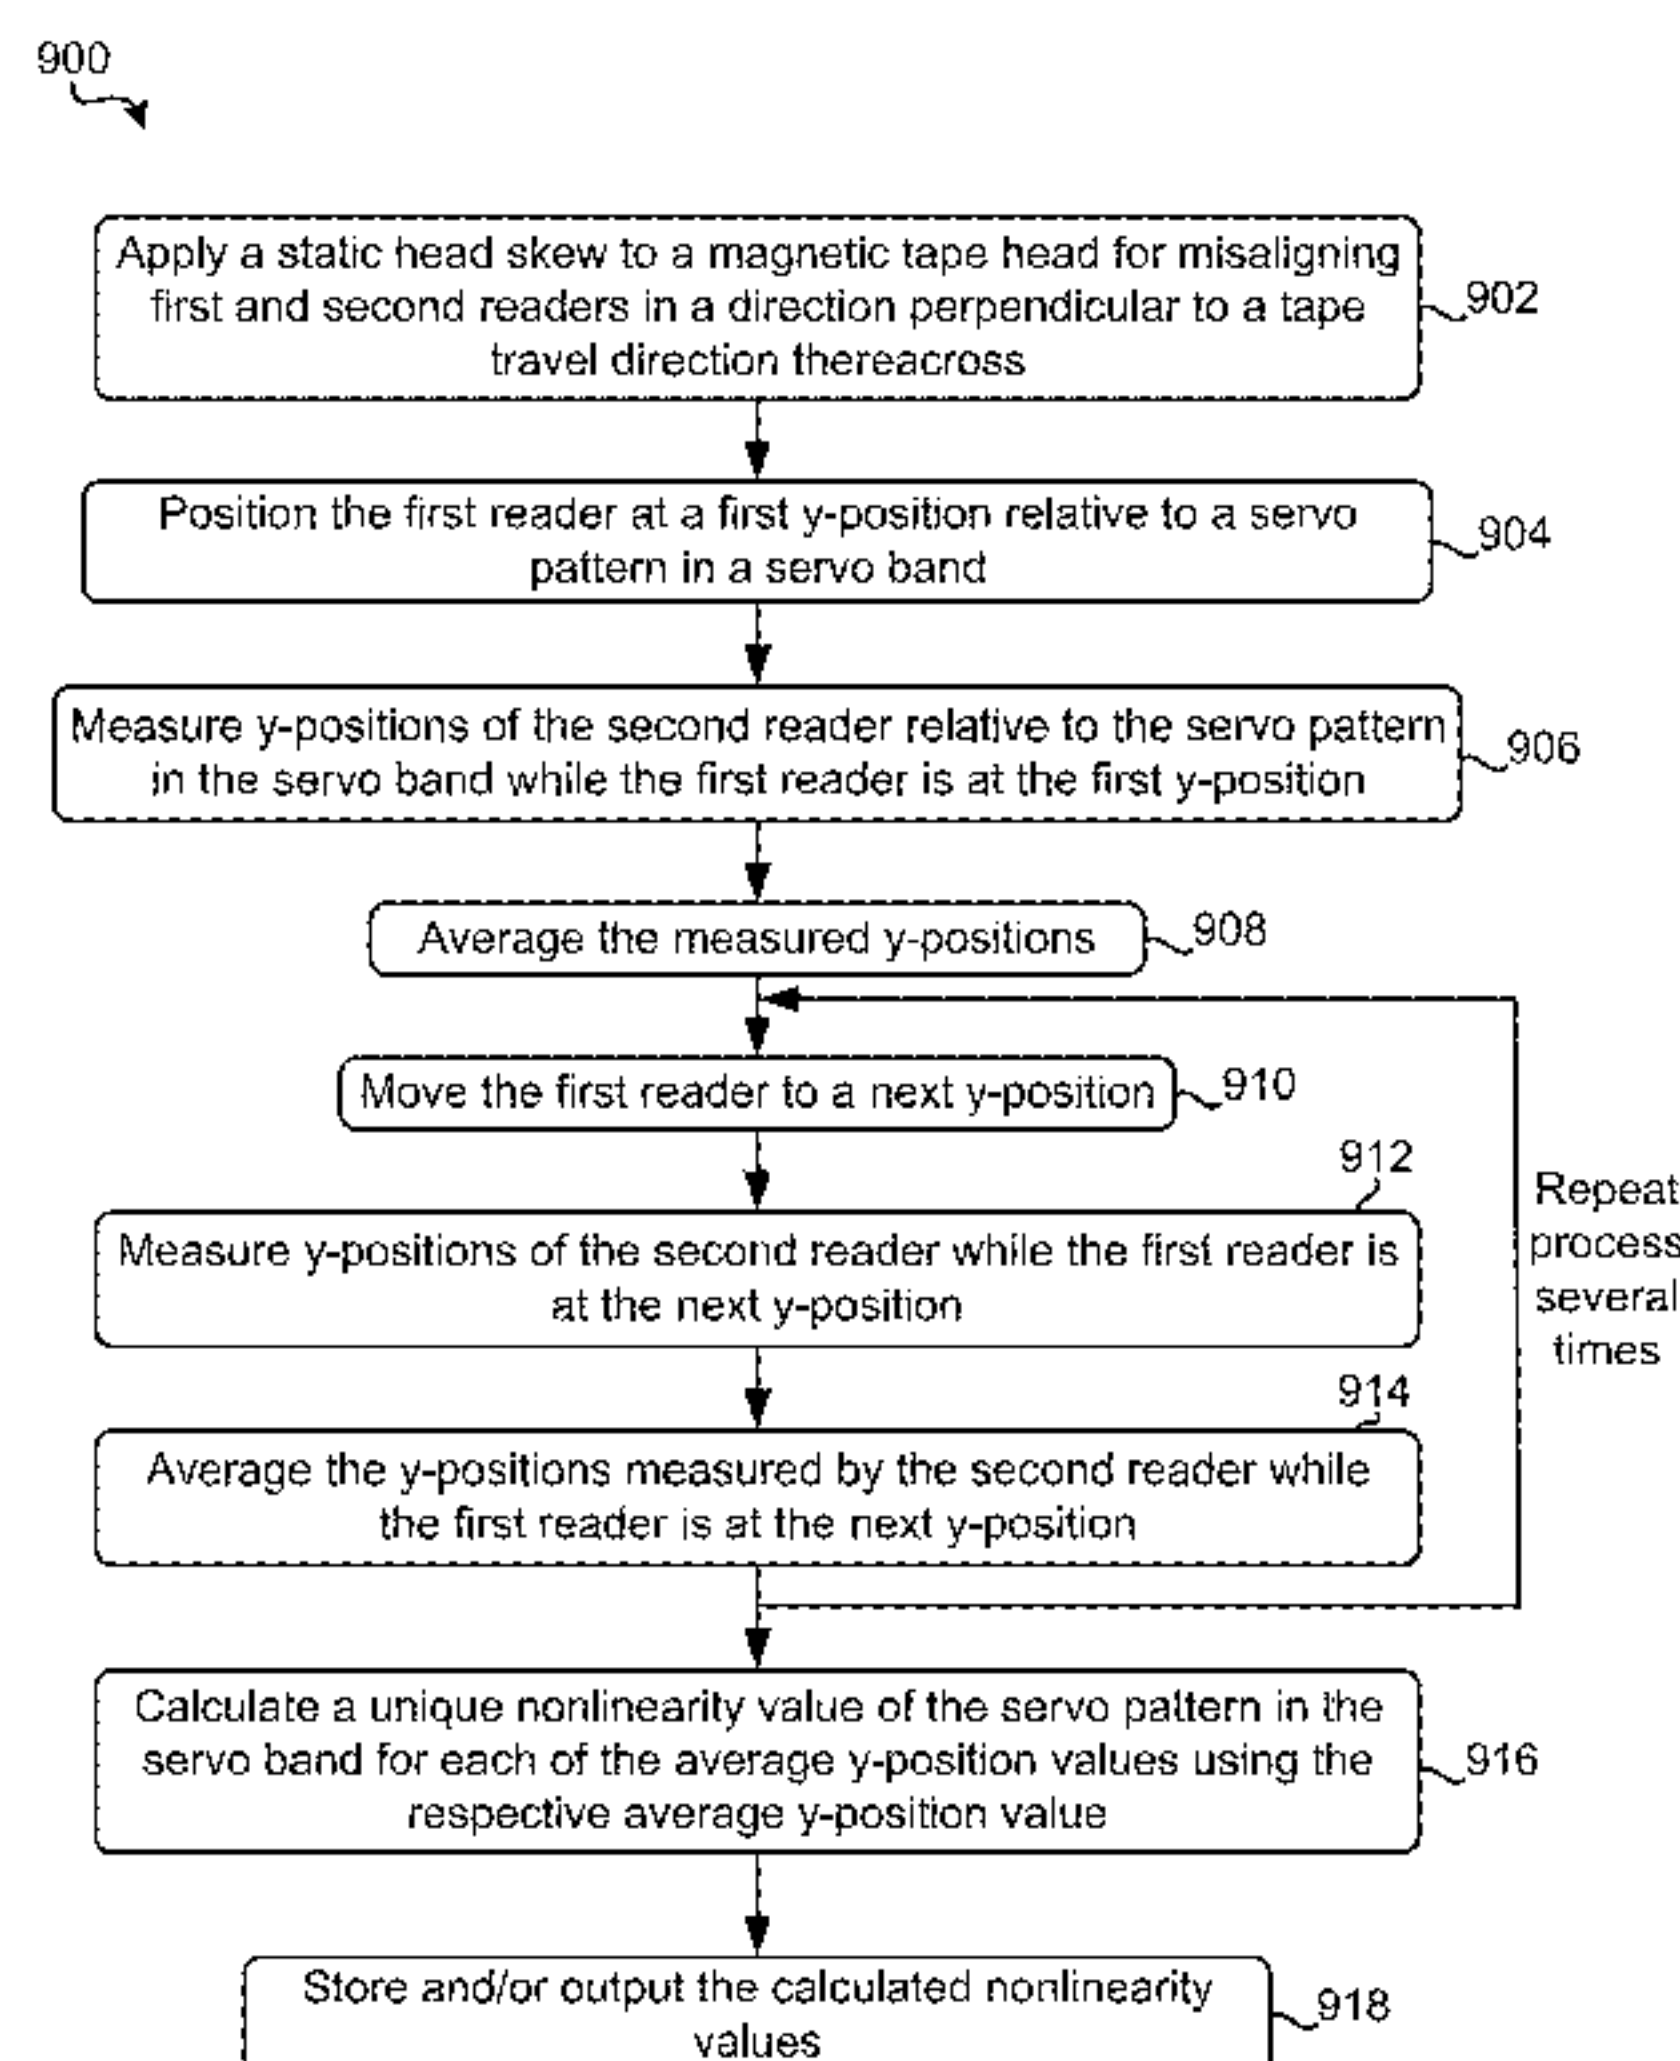 900
Apply a static head skew to a magnetic tape head for misaligning
first and second readers in a direction perpendicular to a tape
travel direction thereacross
902
Position the first reader at a first y-position relative to a servo
pattern in a servo band
904
Measure y-positions of the second reader relative to the servo pattern
in the servo band while the first reader is at the first y-position
906
Average the measured y-positions
908
Move the first reader to a next y-position
910
912
Measure y-positions of the second reader while the first reader is
at the next y-position
Repeat
process
several
times
914
Average the y-positions measured by the second reader while
the first reader is at the next y-position
Calculate a unique nonlinearity value of the servo pattern in the
servo band for each of the average y-position values using the
respective average y-position value
916
Store and/or output the calculated nonlinearity
values
918